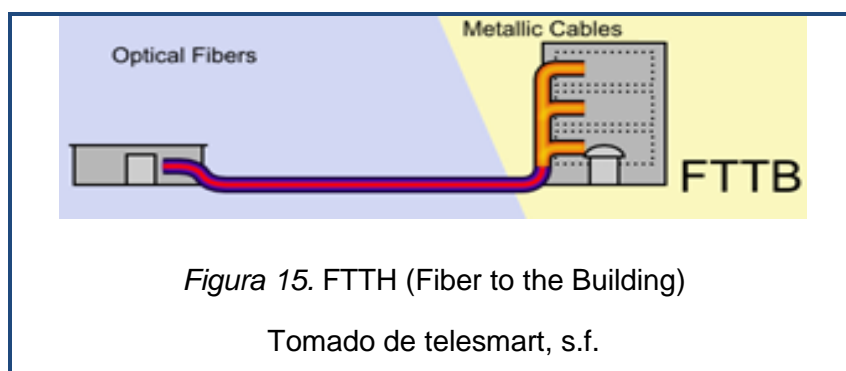 Metallic Cables
Optical Fibers
FTTB
Figura 15. FTTH (Fiber to the Building)
Tomado de telesmart, s.f.